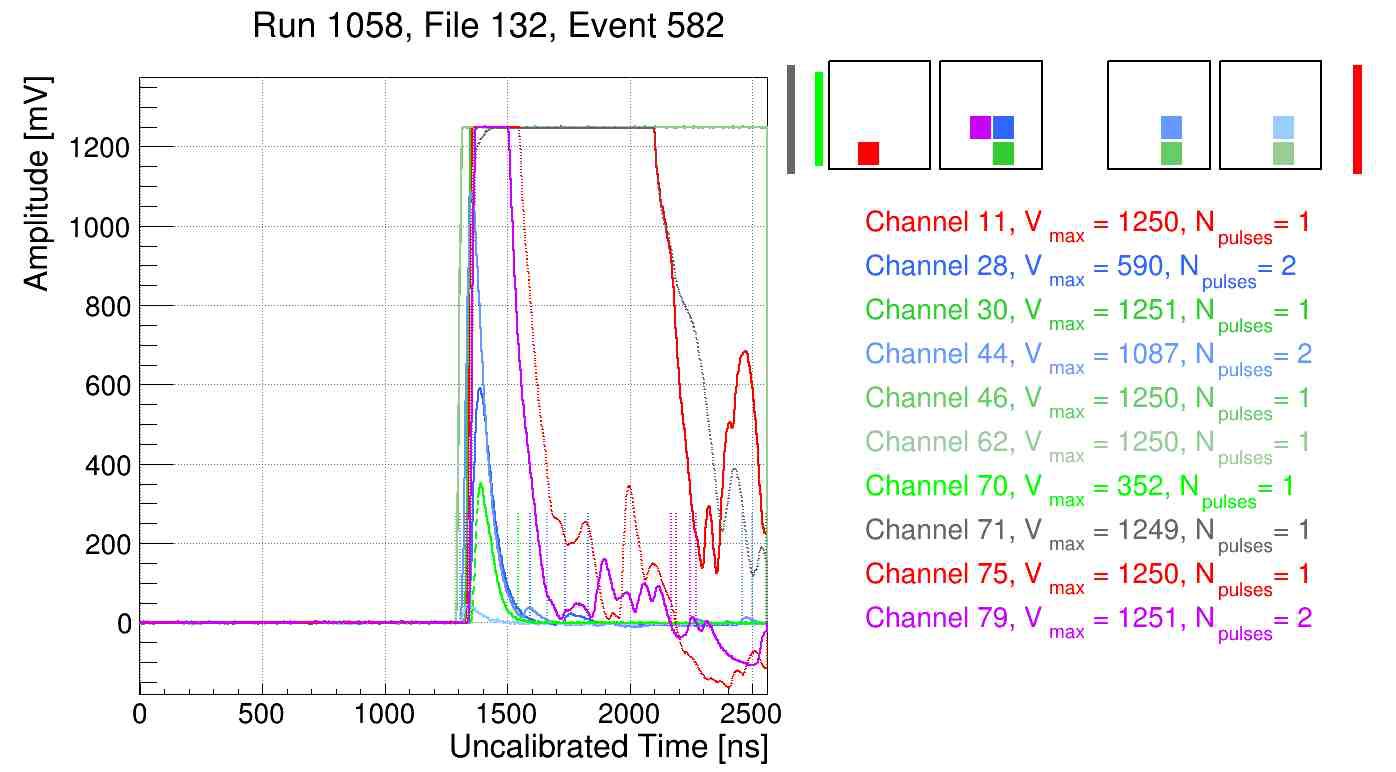 Run 1058, File 132, Event 582
Amplitude [mV]
1200
1000
800
600
400
200
0
0 500 1000 1500 2000 2500
Uncalibrated Time [ns]
Channel 11, V max = 1250, N pulses = 1
Channel 28, V max = 590, N pulses = 2
Channel 30, V max = 1251, N pulses = 1
Channel 44, V max = 1087, N pulses = 2
Channel 46, V max = 1250, N pulses = 1
Channel 62, V max = 1250, N pulses = 1
Channel 70, V max = 352, N pulses = 1
Channel 71, V max = 1249, N pulses = 1
Channel 75, V max = 1250, N pulses = 1
Channel 79, V max = 1251, N pulses = 2